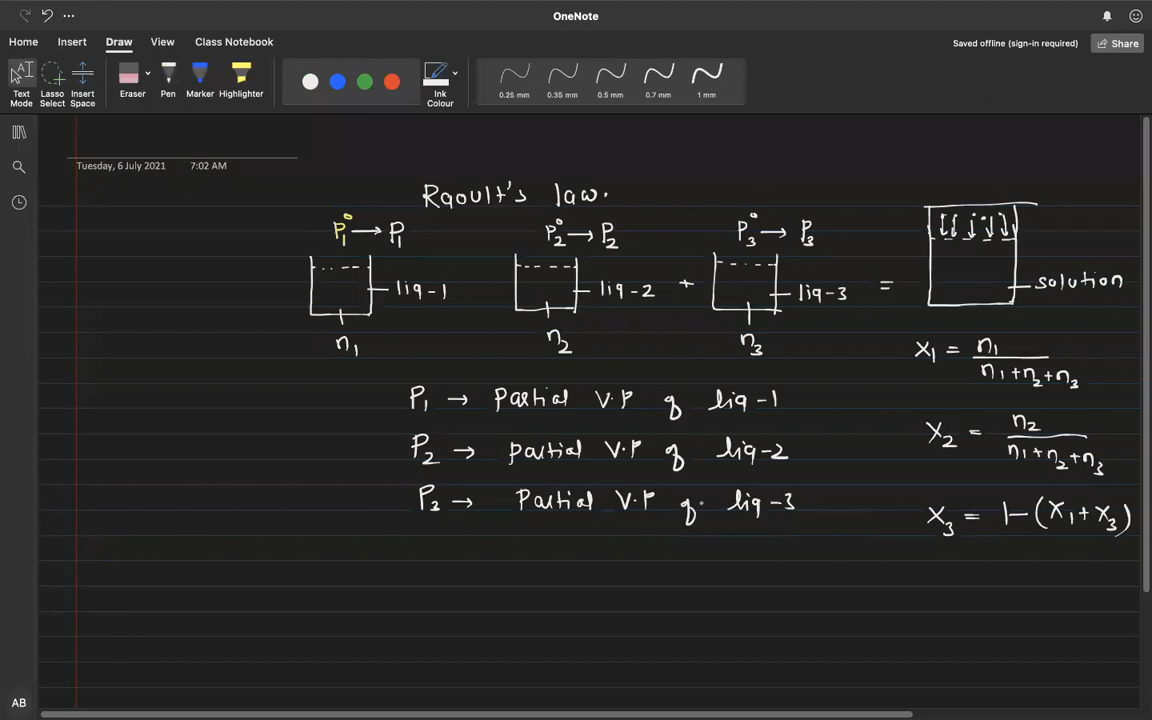 OneNote
Home Insert Draw View Class Notebook
Saved offline (sign-in required) Share
Text Mode
Lasso Select
Insert Space
Eraser
Pen
Marker
Highlighter
Ink Colour
0.25 mm 0.35 mm 0.5 mm 0.7 mm 1 mm
Tuesday, 6 July 2021 7:02 AM
Raoult's law.
P₁° → P₁ P₂° → P₂ P₃° → P₃
liq-1 liq-2 + liq-3 = solution
n₁ n₂ n₃
X₁ = n₁ / (n₁+n₂+n₃)
P₁ → Partial V.P of liq-1
X₂ = n₂ / (n₁+n₂+n₃)
P₂ → partial V.P of liq-2
P₃ → Partial V.P of liq-3
X₃ = 1-(X₁+X₃)
AB